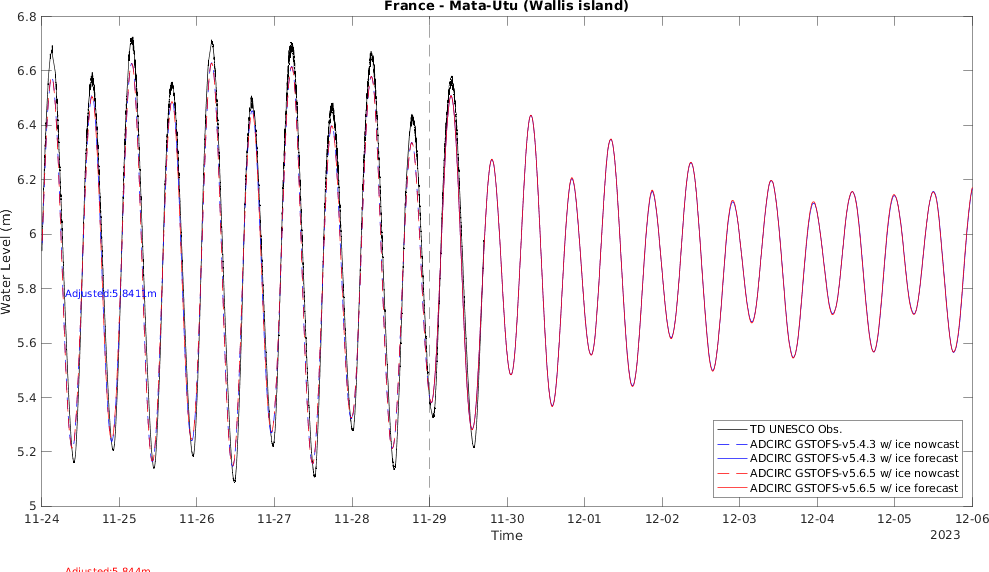 France - Mata-Utu (Wallis island)
6.8
6.6
6.4
6.2
6
5.8
5.6
5.4
5.2
5
Water Level (m)
Adjusted:5.8411m
TD UNESCO Obs.
ADCIRC GSTOFS-v5.4.3 w/ ice nowcast
ADCIRC GSTOFS-v5.4.3 w/ ice forecast
ADCIRC GSTOFS-v5.6.5 w/ ice nowcast
ADCIRC GSTOFS-v5.6.5 w/ ice forecast
11-24 11-25 11-26 11-27 11-28 11-29 11-30 12-01 12-02 12-03 12-04 12-05 12-06
Time
2023
Adjusted:5.844m